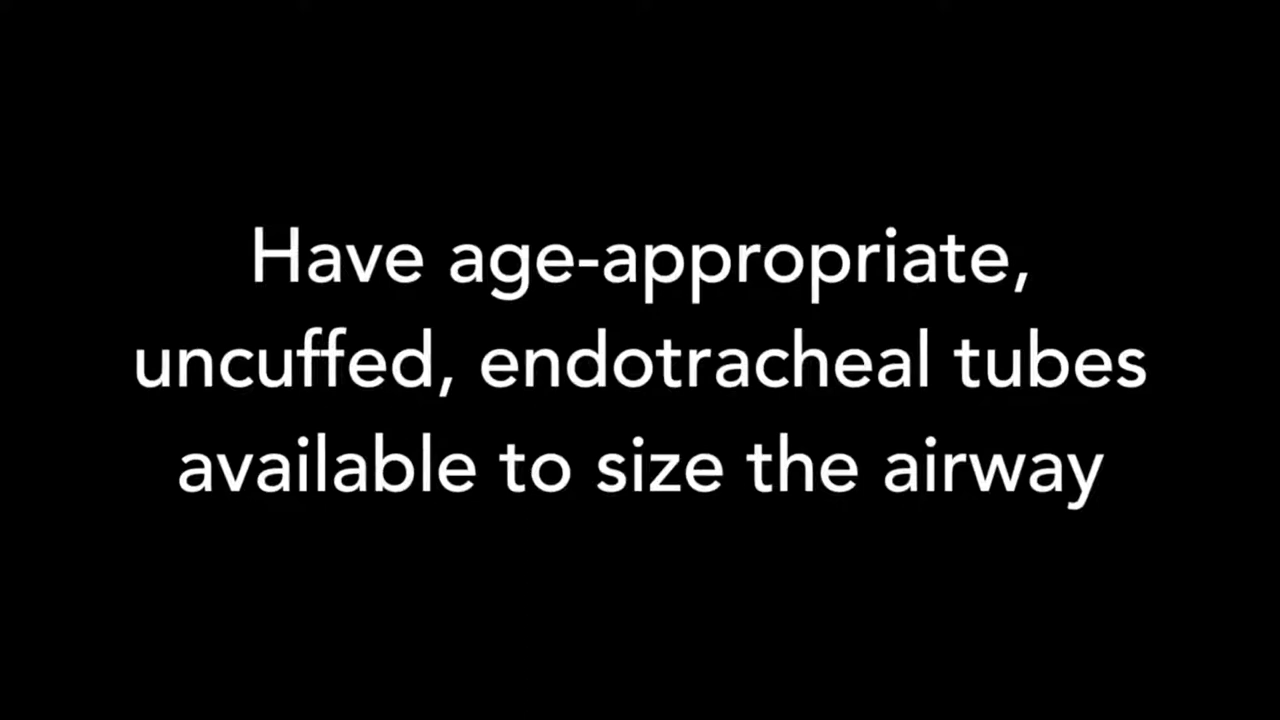 Have age-appropriate,
uncuffed, endotracheal tubes
available to size the airway